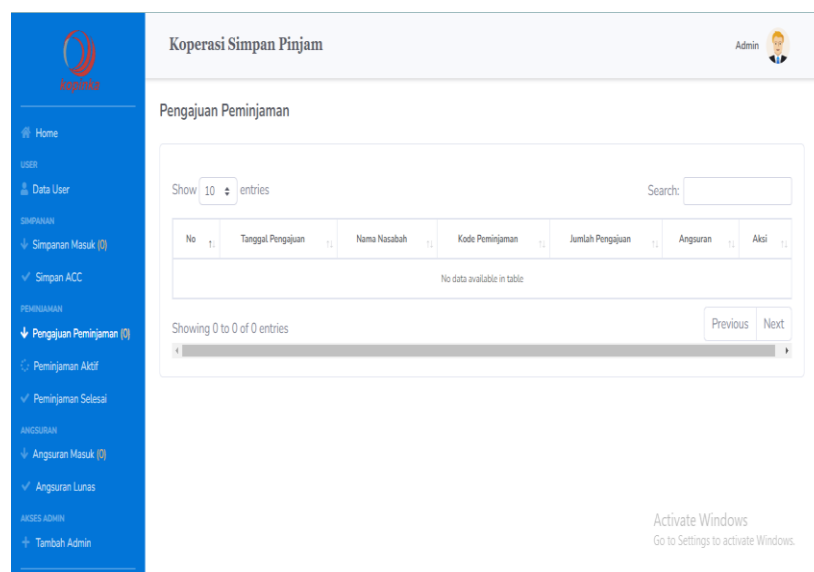 Koperasi Simpan Pinjam
Admin
Home
USER
Data User
SIMPANAN
Simpanan Masuk (0)
Simpan ACC
PEMINJAMAN
Pengajuan Peminjaman (0)
Peminjaman Aktif
Peminjaman Selesai
ANGSURAN
Angsuran Masuk (0)
Angsuran Lunas
AKSES ADMIN
Tambah Admin
Pengajuan Peminjaman
Show 10 entries
Search:
No Tanggal Pengajuan Nama Nasabah Kode Peminjaman Jumlah Pengajuan Angsuran Aksi
No data available in table
Showing 0 to 0 of 0 entries
Previous Next
Activate Windows
Go to Settings to activate Windows.